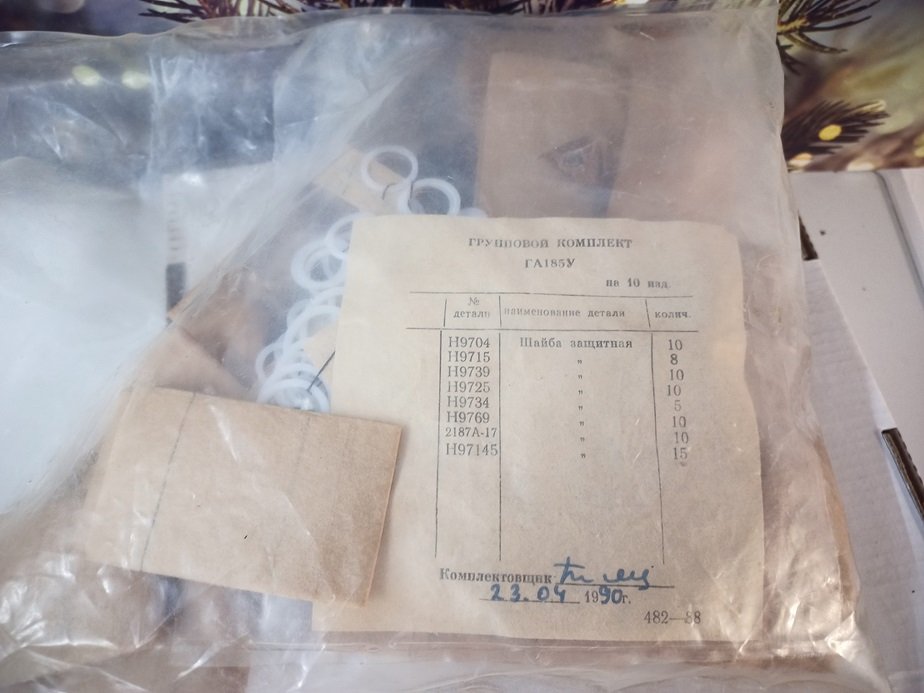 ГРУППОВОЙ КОМПЛЕКТ
ГА185У
на 10 изд.
№ детали наименование детали колич.
Н9704 Шайба защитная 10
Н9715 „ 8
Н9739 „ 10
Н9725 „ 10
Н9734 „ 5
Н9769 „ 10
2187А-17 „ 10
Н97145 „ 15
Комплектовщик
23.04 1990г.
482—88